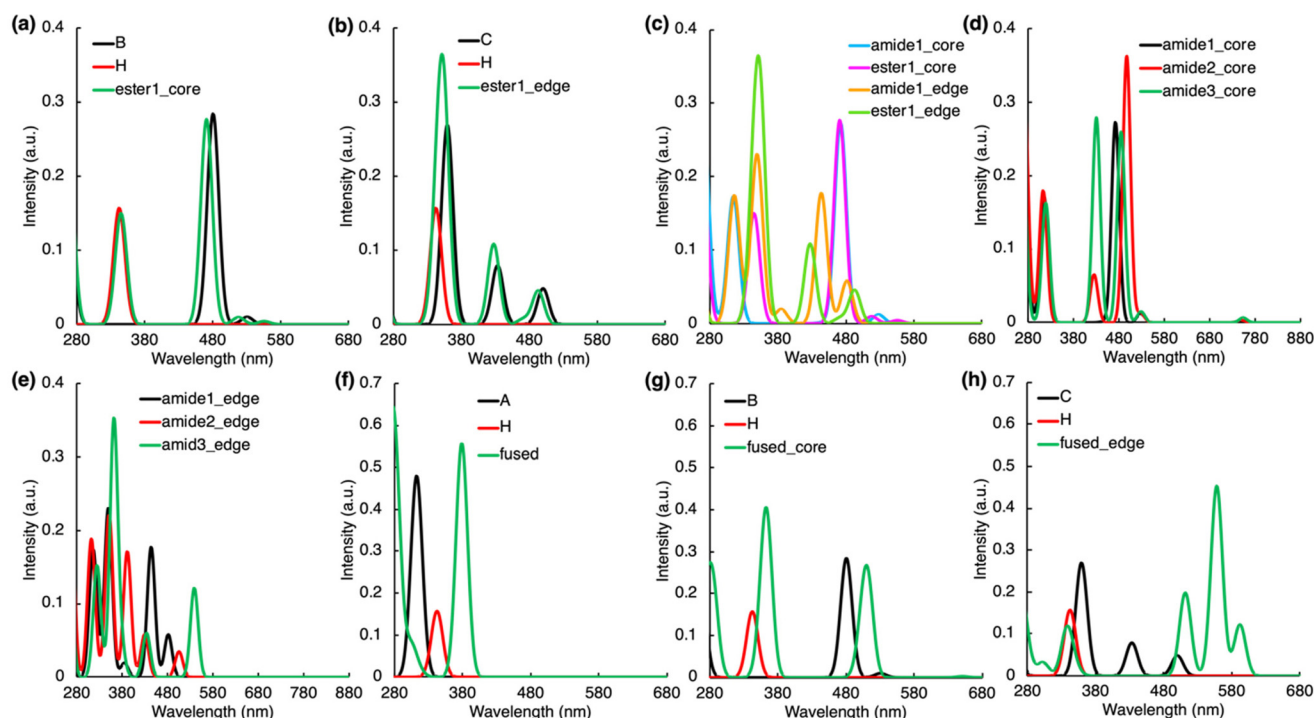 (a)
B
H
ester1_core
0.4
0.3
0.2
0.1
0
Intensity (a.u.)
280 380 480 580 680
Wavelength (nm)
(b)
C
H
ester1_edge
0.4
0.3
0.2
0.1
0
Intensity (a.u.)
280 380 480 580 680
Wavelength (nm)
(c)
amide1_core
ester1_core
amide1_edge
ester1_edge
0.4
0.3
0.2
0.1
0
Intensity (a.u.)
280 380 480 580 680
Wavelength (nm)
(d)
amide1_core
amide2_core
amide3_core
0.4
0.3
0.2
0.1
0
Intensity (a.u.)
280 380 480 580 680 780 880
Wavelength (nm)
(e)
amide1_edge
amide2_edge
amid3_edge
0.4
0.3
0.2
0.1
0
Intensity (a.u.)
280 380 480 580 680 780 880
Wavelength (nm)
(f)
A
H
fused
0.7
0.6
0.5
0.4
0.3
0.2
0.1
0
Intensity (a.u.)
280 380 480 580 680
Wavelength (nm)
(g)
B
H
fused_core
0.7
0.6
0.5
0.4
0.3
0.2
0.1
0
Intensity (a.u.)
280 380 480 580 680
Wavelength (nm)
(h)
C
H
fused_edge
0.7
0.6
0.5
0.4
0.3
0.2
0.1
0
Intensity (a.u.)
280 380 480 580 680
Wavelength (nm)